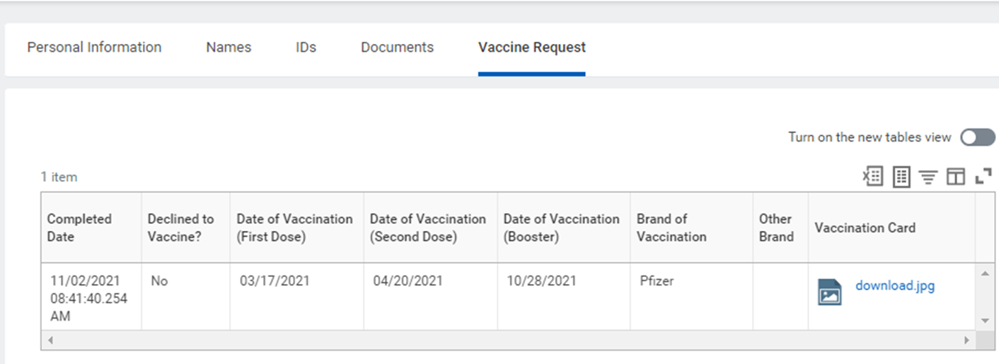 Personal Information Names IDs Documents Vaccine Request
Turn on the new tables view
1 item
Completed Date
Declined to Vaccine?
Date of Vaccination (First Dose)
Date of Vaccination (Second Dose)
Date of Vaccination (Booster)
Brand of Vaccination
Other Brand
Vaccination Card
11/02/2021
08:41:40.254
AM
No
03/17/2021
04/20/2021
10/28/2021
Pfizer
download.jpg